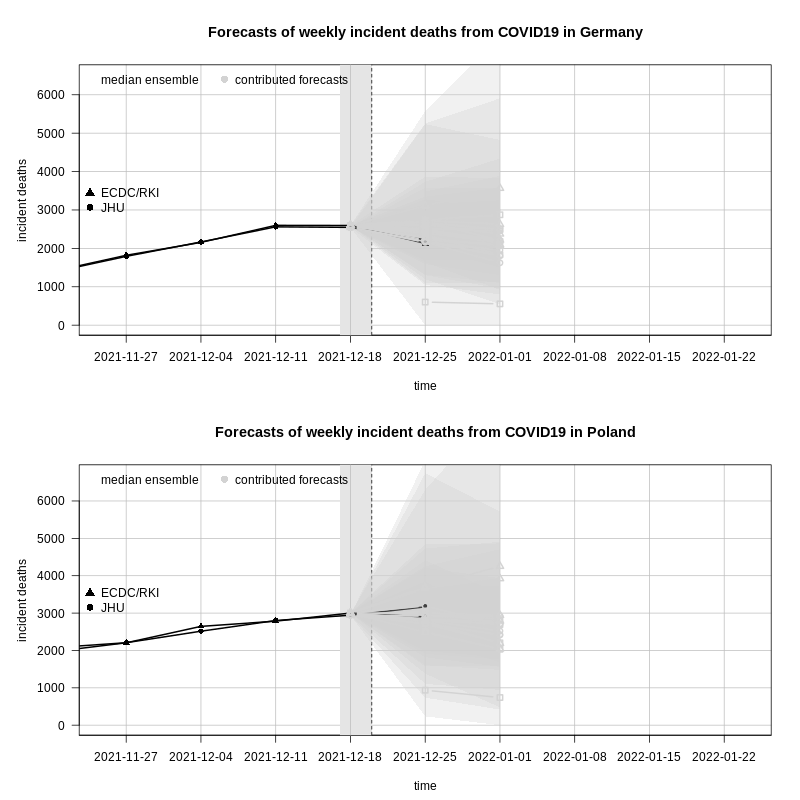 Forecasts of weekly incident deaths from COVID19 in Germany
median ensemble contributed forecasts
6000
5000
4000
3000
2000
1000
0
incident deaths
ECDC/RKI
JHU
2021-11-27 2021-12-04 2021-12-11 2021-12-18 2021-12-25 2022-01-01 2022-01-08 2022-01-15 2022-01-22
time
Forecasts of weekly incident deaths from COVID19 in Poland
median ensemble contributed forecasts
6000
5000
4000
3000
2000
1000
0
incident deaths
ECDC/RKI
JHU
2021-11-27 2021-12-04 2021-12-11 2021-12-18 2021-12-25 2022-01-01 2022-01-08 2022-01-15 2022-01-22
time